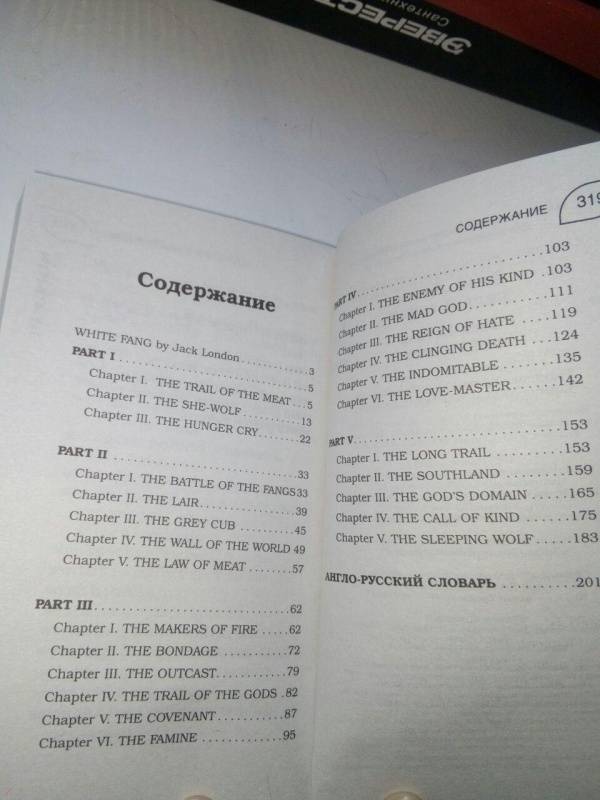 ЭВЕРЕСТ
Сантехни
Содержание
WHITE FANG by Jack London............3
PART I..............................5
Chapter I. THE TRAIL OF THE MEAT...5
Chapter II. THE SHE-WOLF...........13
Chapter III. THE HUNGER CRY........22
PART II............................33
Chapter I. THE BATTLE OF THE FANGS33
Chapter II. THE LAIR...............39
Chapter III. THE GREY CUB..........45
Chapter IV. THE WALL OF THE WORLD 49
Chapter V. THE LAW OF MEAT.........57
PART III...........................62
Chapter I. THE MAKERS OF FIRE.....62
Chapter II. THE BONDAGE..........72
Chapter III. THE OUTCAST..........79
Chapter IV. THE TRAIL OF THE GODS.82
Chapter V. THE COVENANT..........87
Chapter VI. THE FAMINE...........95
СОДЕРЖАНИЕ 319
PART IV...........................103
Chapter I. THE ENEMY OF HIS KIND.103
Chapter II. THE MAD GOD..........111
Chapter III. THE REIGN OF HATE...119
Chapter IV. THE CLINGING DEATH...124
Chapter V. THE INDOMITABLE.......135
Chapter VI. THE LOVE-MASTER......142
PART V...........................153
Chapter I. THE LONG TRAIL........153
Chapter II. THE SOUTHLAND........159
Chapter III. THE GOD'S DOMAIN....165
Chapter IV. THE CALL OF KIND.....175
Chapter V. THE SLEEPING WOLF.....183
АНГЛО-РУССКИЙ СЛОВАРЬ..........201